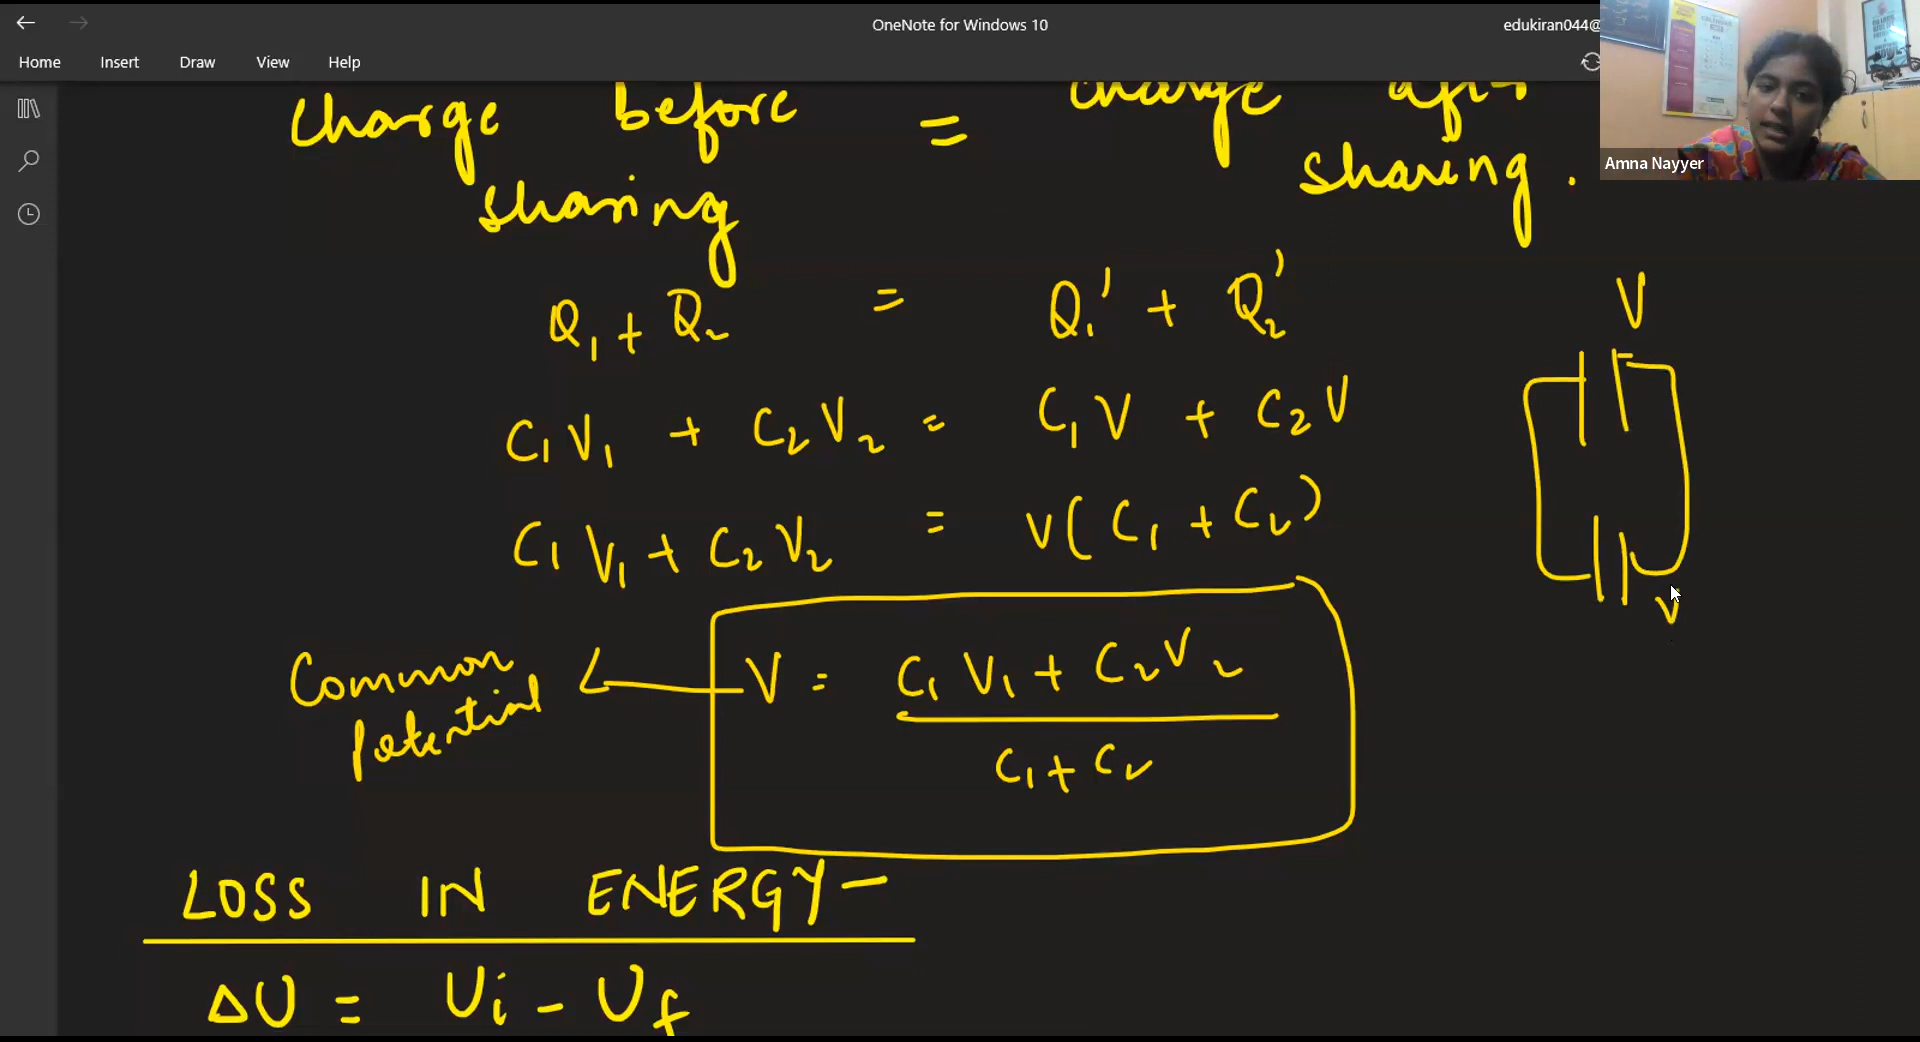 OneNote for Windows 10
edukiran044@
Home Insert Draw View Help
Amna Nayyer
charge before sharing = charge after sharing.
Q₁ + Q₂ = Q₁' + Q₂'
V
C₁V₁ + C₂V₂ = C₁V + C₂V
C₁V₁ + C₂V₂ = V(C₁ + C₂)
V
Common potential
V = C₁V₁ + C₂V₂
C₁ + C₂
LOSS IN ENERGY-
ΔU = Ui - Uf